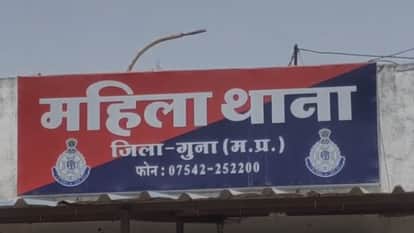 महिला थाना
जिला-गुना (म.प्र.)
फोन : 07542-252200